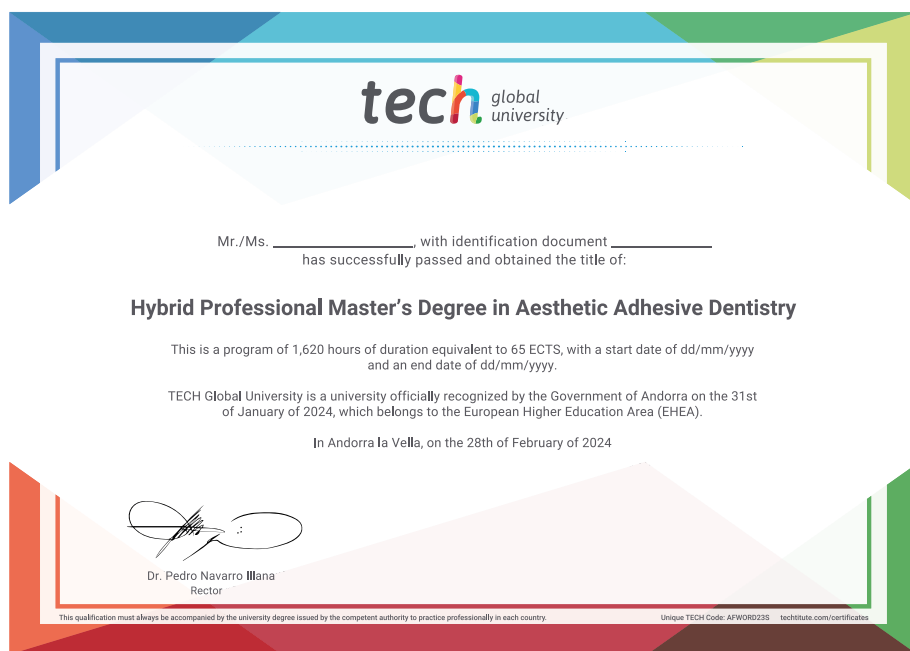 tech global university
Mr./Ms. ____________________, with identification document ______________
has successfully passed and obtained the title of:
Hybrid Professional Master’s Degree in Aesthetic Adhesive Dentistry
This is a program of 1,620 hours of duration equivalent to 65 ECTS, with a start date of dd/mm/yyyy
and an end date of dd/mm/yyyy.
TECH Global University is a university officially recognized by the Government of Andorra on the 31st
of January of 2024, which belongs to the European Higher Education Area (EHEA).
In Andorra la Vella, on the 28th of February of 2024
Dr. Pedro Navarro Illana
Rector
This qualification must always be accompanied by the university degree issued by the competent authority to practice professionally in each country.
Unique TECH Code: AFWORD23S techtitute.com/certificates